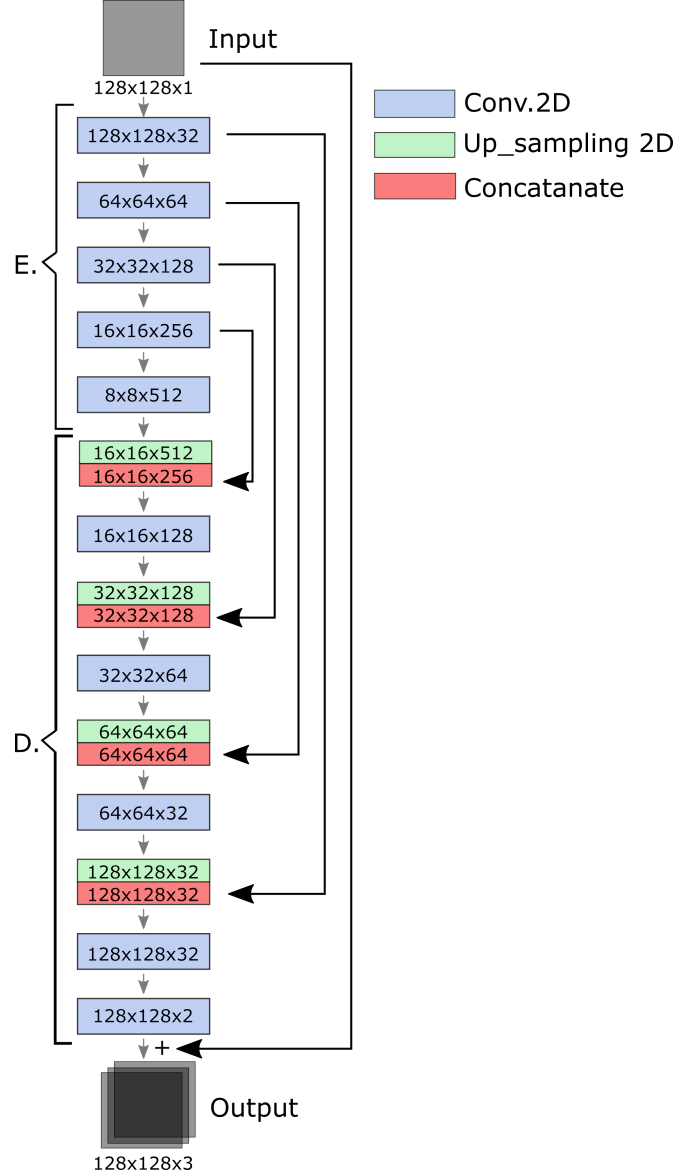 Input
128x128x1
Conv.2D
Up_sampling 2D
Concatanate
128x128x32
64x64x64
E.
32x32x128
16x16x256
8x8x512
16x16x512
16x16x256
16x16x128
32x32x128
32x32x128
32x32x64
D.
64x64x64
64x64x64
64x64x32
128x128x32
128x128x32
128x128x32
128x128x2
+
Output
128x128x3